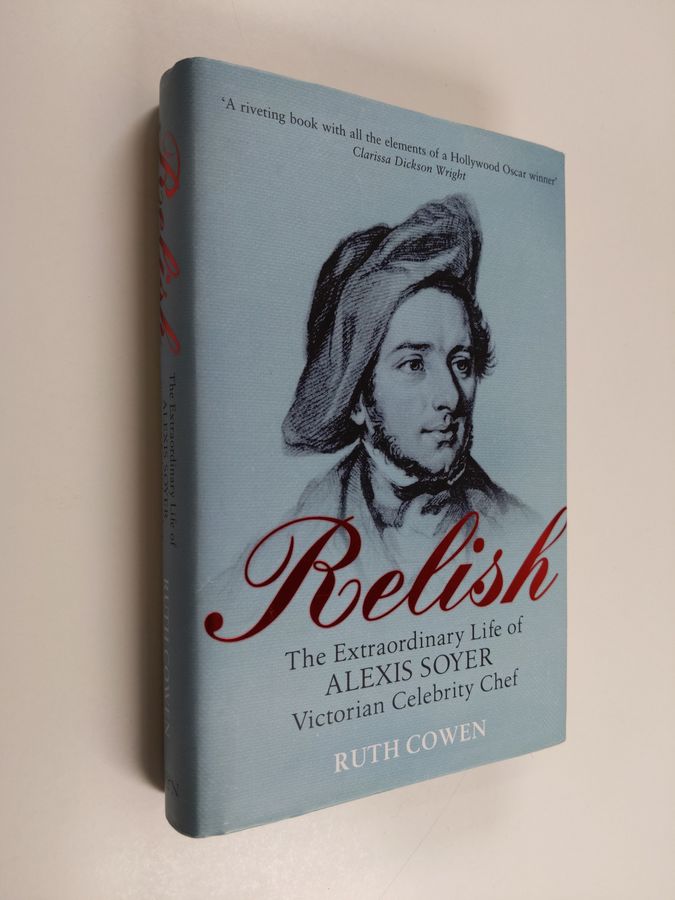 'A riveting book with all the elements of a Hollywood Oscar winner'
Clarissa Dickson Wright
Relish
The Extraordinary Life of
ALEXIS SOYER
Victorian Celebrity Chef
RUTH COWEN
Relish
The Extraordinary Life of
ALEXIS SOYER
RUTH COWEN